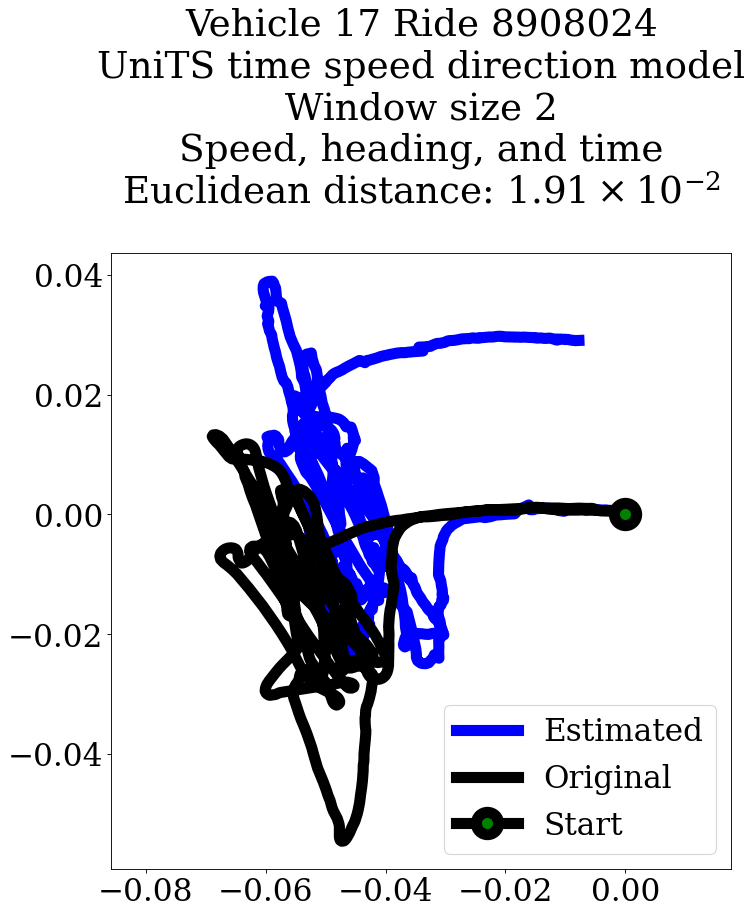 Vehicle 17 Ride 8908024
UniTS time speed direction model
Window size 2
Speed, heading, and time
Euclidean distance: 1.91 × 10⁻²
0.04
0.02
0.00
−0.02
−0.04
Estimated
Original
Start
−0.08 −0.06 −0.04 −0.02 0.00